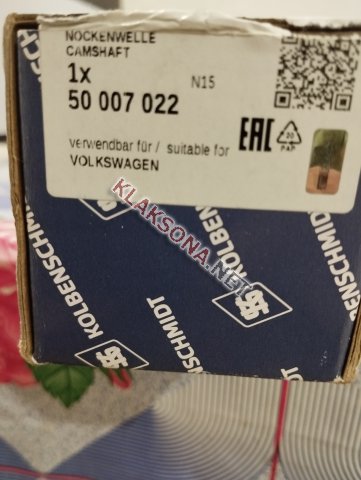 NOCKENWELLE
CAMSHAFT
1x
N15
50 007 022
EAC
20
PAP
verwendbar für / suitable for
VOLKSWAGEN
KLAKSONA.NET
KOLBENSCHMIDT
KOLBENSCHMIDT
KOLBENSCHMIDT